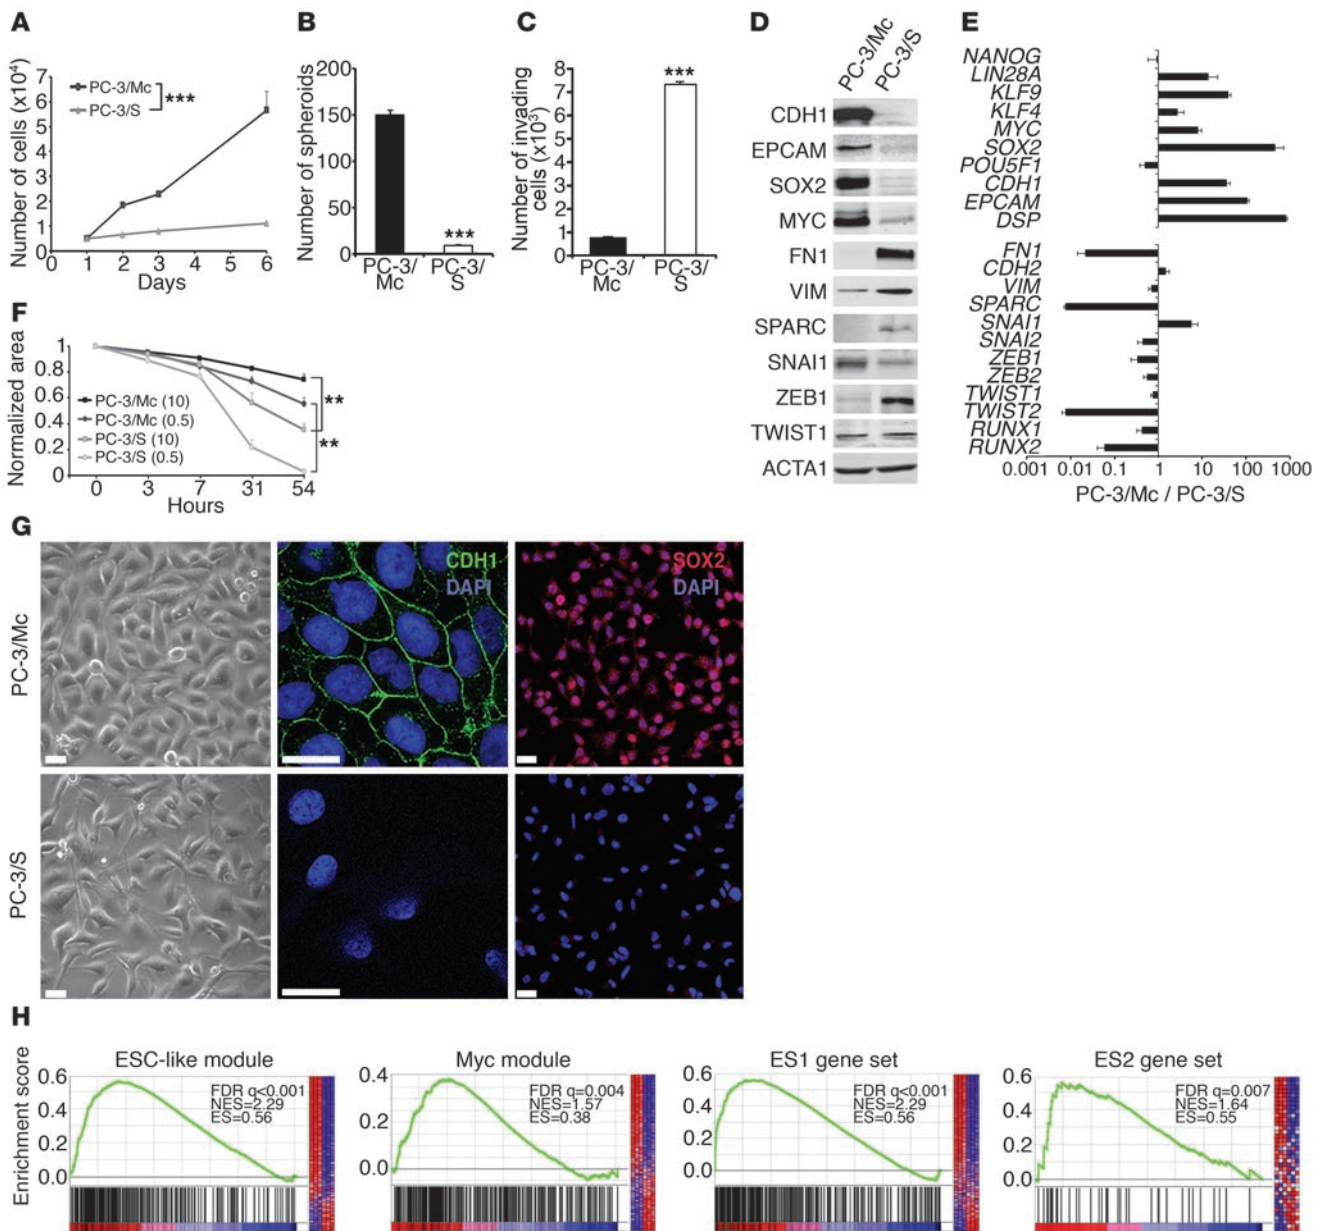 A
Number of cells (x10⁴)
7
6
5
4
3
2
1
0
0
1
2
3
4
5
6
Days
PC-3/Mc
PC-3/S
***
B
Number of spheroids
200
150
100
50
0
***
PC-3/
Mc
PC-3/
S
C
Number of invading
cells (x10³)
8
7
6
5
4
3
2
1
0
***
PC-3/
Mc
PC-3/
S
D
PC-3/Mc
PC-3/S
CDH1
EPCAM
SOX2
MYC
FN1
VIM
SPARC
SNAI1
ZEB1
TWIST1
ACTA1
E
NANOG
LIN28A
KLF9
KLF4
MYC
SOX2
POU5F1
CDH1
EPCAM
DSP
FN1
CDH2
VIM
SPARC
SNAI1
SNAI2
ZEB1
ZEB2
TWIST1
TWIST2
RUNX1
RUNX2
0.001
0.01
0.1
1
10
100
1000
PC-3/Mc / PC-3/S
F
Normalized area
1
0.8
0.6
0.4
0.2
0
PC-3/Mc (10)
PC-3/Mc (0.5)
PC-3/S (10)
PC-3/S (0.5)
**
**
0
3
7
31
54
Hours
G
PC-3/Mc
CDH1
DAPI
SOX2
DAPI
PC-3/S
H
Enrichment score
ESC-like module
0.6
0.4
0.2
0.0
FDR q<0.001
NES=2.29
ES=0.56
Myc module
0.4
0.2
0.0
FDR q=0.004
NES=1.57
ES=0.38
ES1 gene set
0.6
0.4
0.2
0.0
FDR q<0.001
NES=2.29
ES=0.56
ES2 gene set
0.6
0.4
0.2
0.0
FDR q=0.007
NES=1.64
ES=0.55